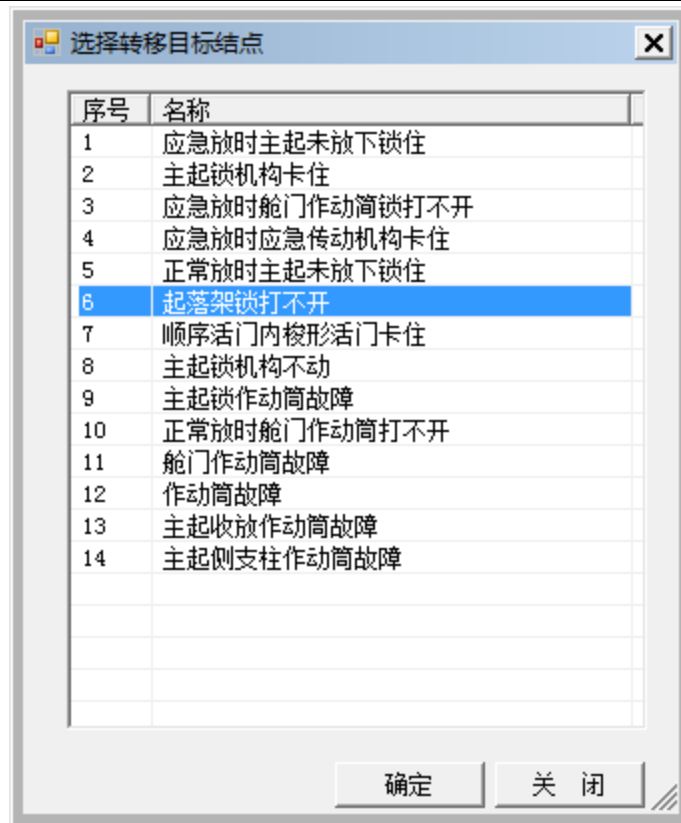 选择转移目标结点
序号 名称
1 应急放时主起未放下锁住
2 主起锁机构卡住
3 应急放时舱门作动筒锁打不开
4 应急放时应急传动机构卡住
5 正常放时主起未放下锁住
6 起落架锁打不开
7 顺序活门内梭形活门卡住
8 主起锁机构不动
9 主起锁作动筒故障
10 正常放时舱门作动筒打不开
11 舱门作动筒故障
12 作动筒故障
13 主起收放作动筒故障
14 主起侧支柱作动筒故障
确定 关 闭